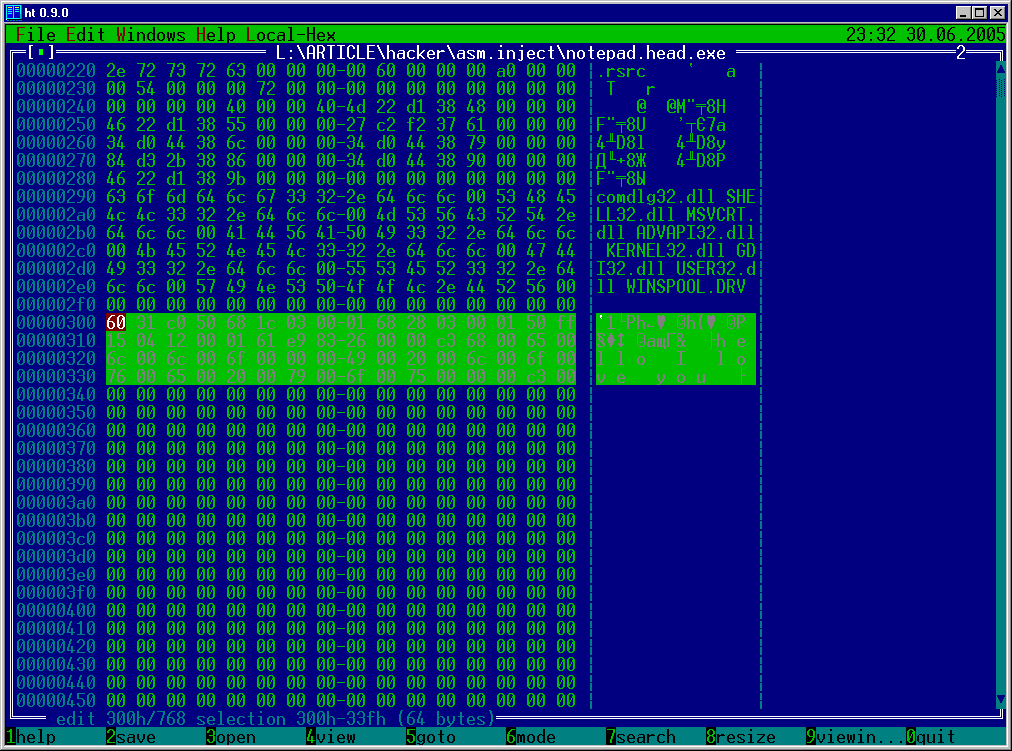 ht 0.9.0
File Edit Windows Help Local-Hex 23:32 30.06.2005
L:\ARTICLE\hacker\asm.inject\notepad.head.exe 2
00000220 2e 72 73 72 63 00 00 00-00 60 00 00 00 a0 00 00 .rsrc ` a
00000230 00 54 00 00 00 72 00 00-00 00 00 00 00 00 00 00 T r
00000240 00 00 00 00 40 00 00 40-4d 22 d1 38 48 00 00 00 @ @M"╤8H
00000250 46 22 d1 38 55 00 00 00-27 c2 f2 37 61 00 00 00 F"╤8U '┬Є7a
00000260 34 d0 44 38 6c 00 00 00-34 d0 44 38 79 00 00 00 4╨D8l 4╨D8y
00000270 84 d3 2b 38 86 00 00 00-34 d0 44 38 90 00 00 00 Д╙+8Ж 4╨D8Р
00000280 46 22 d1 38 9b 00 00 00-00 00 00 00 00 00 00 00 F"╤8Ы
00000290 63 6f 6d 64 6c 67 33 32-2e 64 6c 6c 00 53 48 45 comdlg32.dll SHE
000002a0 4c 4c 33 32 2e 64 6c 6c-00 4d 53 56 43 52 54 2e LL32.dll MSVCRT.
000002b0 64 6c 6c 00 41 44 56 41-50 49 33 32 2e 64 6c 6c dll ADVAPI32.dll
000002c0 00 4b 45 52 4e 45 4c 33-32 2e 64 6c 6c 00 47 44 KERNEL32.dll GD
000002d0 49 33 32 2e 64 6c 6c 00-55 53 45 52 33 32 2e 64 I32.dll USER32.d
000002e0 6c 6c 00 57 49 4e 53 50-4f 4f 4c 2e 44 52 56 00 ll WINSPOOL.DRV
000002f0 00 00 00 00 00 00 00 00-00 00 00 00 00 00 00 00
00000300 60 31 c0 50 68 1c 03 00-01 68 28 03 00 01 50 ff `1└Ph∟♥ ☺h(♥ ☺P
00000310 15 04 12 00 01 61 e9 83-26 00 00 c3 68 00 65 00 §♦↕ ☺aщГ& ├h e
00000320 6c 00 6c 00 6f 00 00 00-49 00 20 00 6c 00 6f 00 l l o I l o
00000330 76 00 65 00 20 00 79 00-6f 00 75 00 00 00 c3 00 v e y o u ├
00000340 00 00 00 00 00 00 00 00-00 00 00 00 00 00 00 00
00000350 00 00 00 00 00 00 00 00-00 00 00 00 00 00 00 00
00000360 00 00 00 00 00 00 00 00-00 00 00 00 00 00 00 00
00000370 00 00 00 00 00 00 00 00-00 00 00 00 00 00 00 00
00000380 00 00 00 00 00 00 00 00-00 00 00 00 00 00 00 00
00000390 00 00 00 00 00 00 00 00-00 00 00 00 00 00 00 00
000003a0 00 00 00 00 00 00 00 00-00 00 00 00 00 00 00 00
000003b0 00 00 00 00 00 00 00 00-00 00 00 00 00 00 00 00
000003c0 00 00 00 00 00 00 00 00-00 00 00 00 00 00 00 00
000003d0 00 00 00 00 00 00 00 00-00 00 00 00 00 00 00 00
000003e0 00 00 00 00 00 00 00 00-00 00 00 00 00 00 00 00
000003f0 00 00 00 00 00 00 00 00-00 00 00 00 00 00 00 00
00000400 00 00 00 00 00 00 00 00-00 00 00 00 00 00 00 00
00000410 00 00 00 00 00 00 00 00-00 00 00 00 00 00 00 00
00000420 00 00 00 00 00 00 00 00-00 00 00 00 00 00 00 00
00000430 00 00 00 00 00 00 00 00-00 00 00 00 00 00 00 00
00000440 00 00 00 00 00 00 00 00-00 00 00 00 00 00 00 00
00000450 00 00 00 00 00 00 00 00-00 00 00 00 00 00 00 00
edit 300h/768 selection 300h-33fh (64 bytes)
1help 2save 3open 4view 5goto 6mode 7search 8resize 9viewin... 0quit